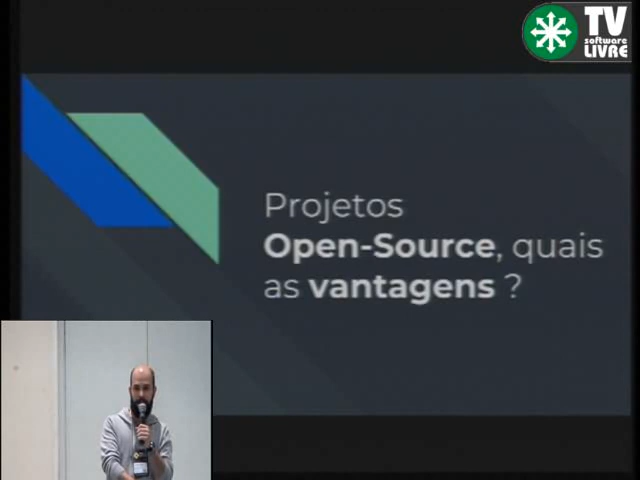 TV
software
LIVRE
Projetos
Open-Source, quais
as vantagens ?